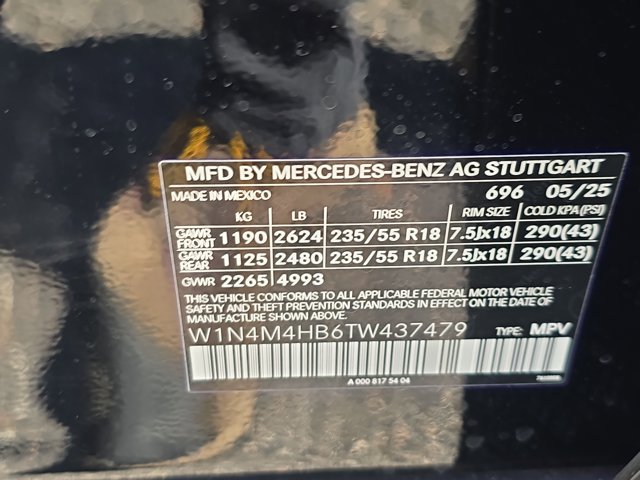 MFD BY MERCEDES-BENZ AG STUTTGART
MADE IN MEXICO 696 05/25
KG LB TIRES RIM SIZE COLD KPA(PSI)
GAWR FRONT 1190 2624 235/55 R18 7.5Jx18 290(43)
GAWR REAR 1125 2480 235/55 R18 7.5Jx18 290(43)
GVWR 2265 4993
THIS VEHICLE CONFORMS TO ALL APPLICABLE FEDERAL MOTOR VEHICLE
SAFETY AND THEFT PREVENTION STANDARDS IN EFFECT ON THE DATE OF
MANUFACTURE SHOWN ABOVE.
W1N4M4HB6TW437479 TYPE: MPV
A 000 817 54 04